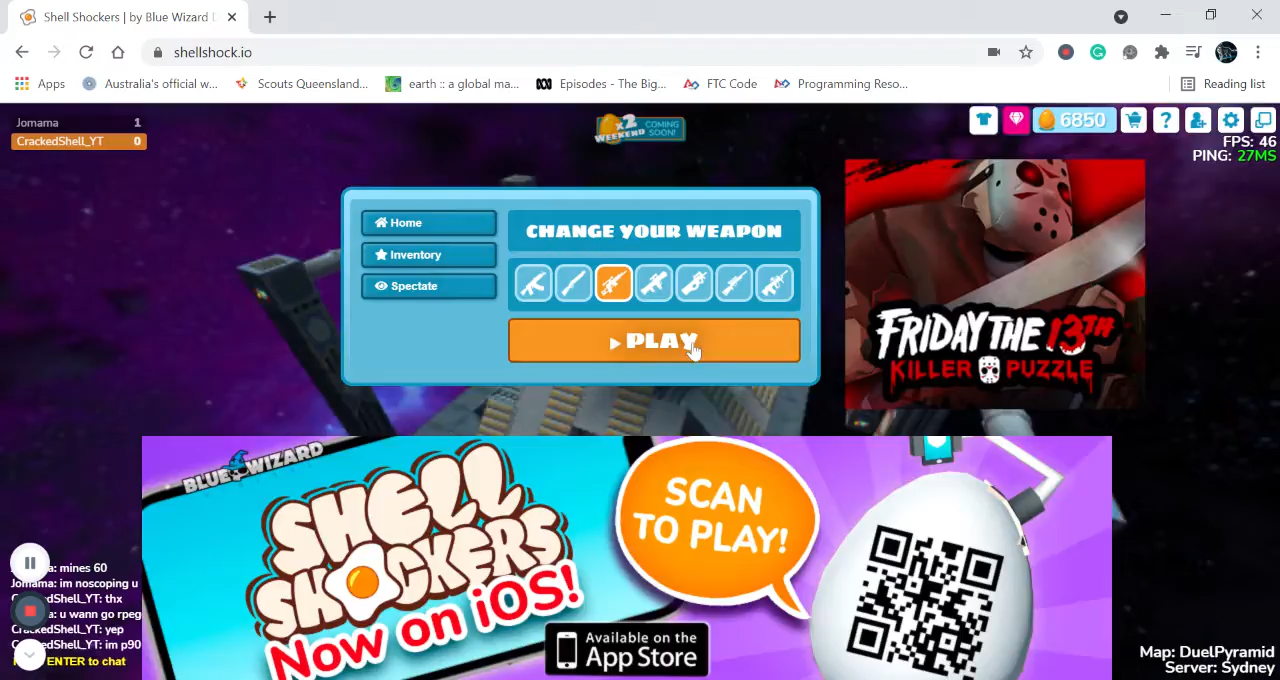 Shell Shockers | by Blue Wizard
shellshock.io
Apps
Australia's official w...
Scouts Queensland...
earth :: a global ma...
Episodes - The Big...
FTC Code
Programming Reso...
Reading list
Jomama 1
CrackedShell_YT 0
x2
WEEKEND
COMING
SOON!
6850
FPS: 46
PING: 27MS
Home
Inventory
Spectate
CHANGE YOUR WEAPON
PLAY
FRIDAY THE 13TH
KILLER PUZZLE
BLUE WIZARD
SHELL
SHOCKERS
Now on iOS!
SCAN
TO PLAY!
Available on the
App Store
a: mines 60
Jomama: im noscoping u
CrackedShell_YT: thx
a: u wann go rpeg
CrackedShell_YT: yep
CrackedShell_YT: im p90
ENTER to chat
Map: DuelPyramid
Server: Sydney